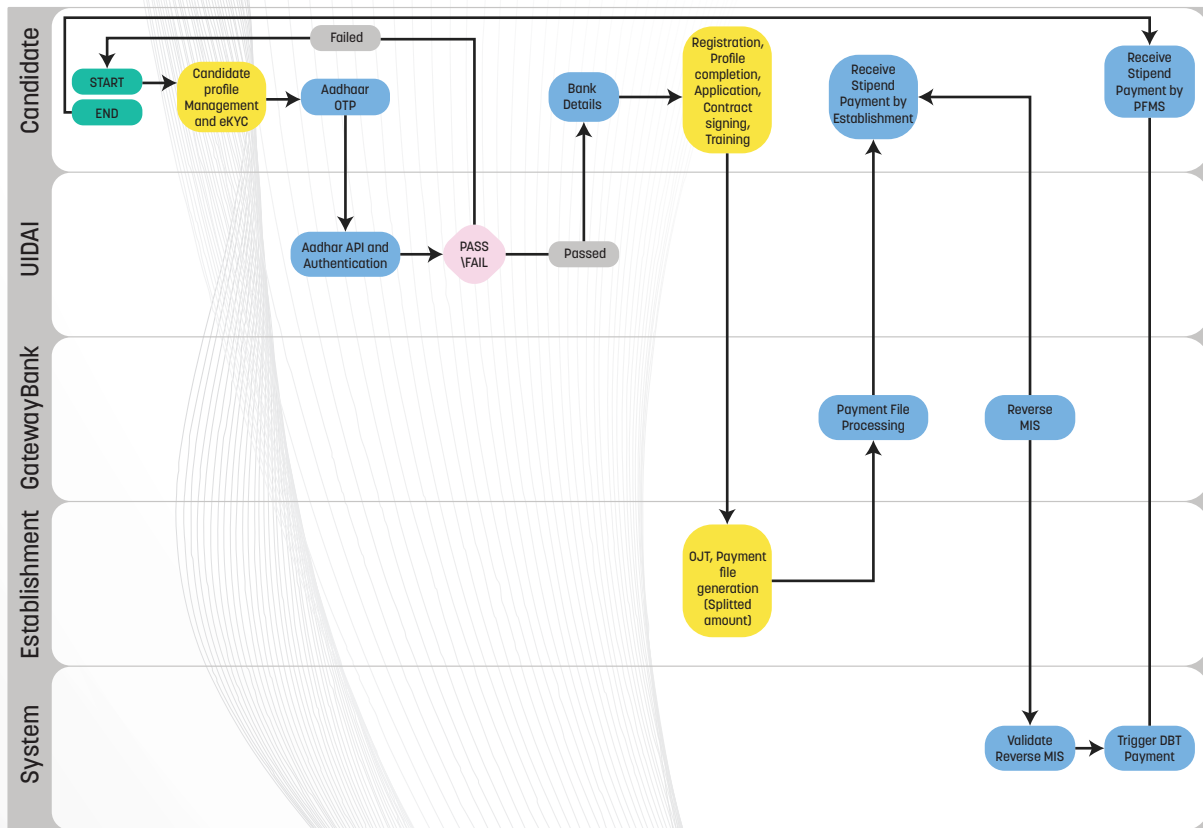 Candidate
Failed
START
END
Candidate
profile
Management
and eKYC
Aadhaar
OTP
Bank
Details
Registration,
Profile
completion,
Application,
Contract
signing,
Training
Receive
Stipend
Payment by
Establishment
Receive
Stipend
Payment by
PFMS
UIDAI
Aadhar API and
Authentication
PASS
\FAIL
Passed
GatewayBank
Payment File
Processing
Reverse
MIS
Establishment
OJT, Payment
file
generation
(Splitted
amount)
System
Validate
Reverse MIS
Trigger DBT
Payment